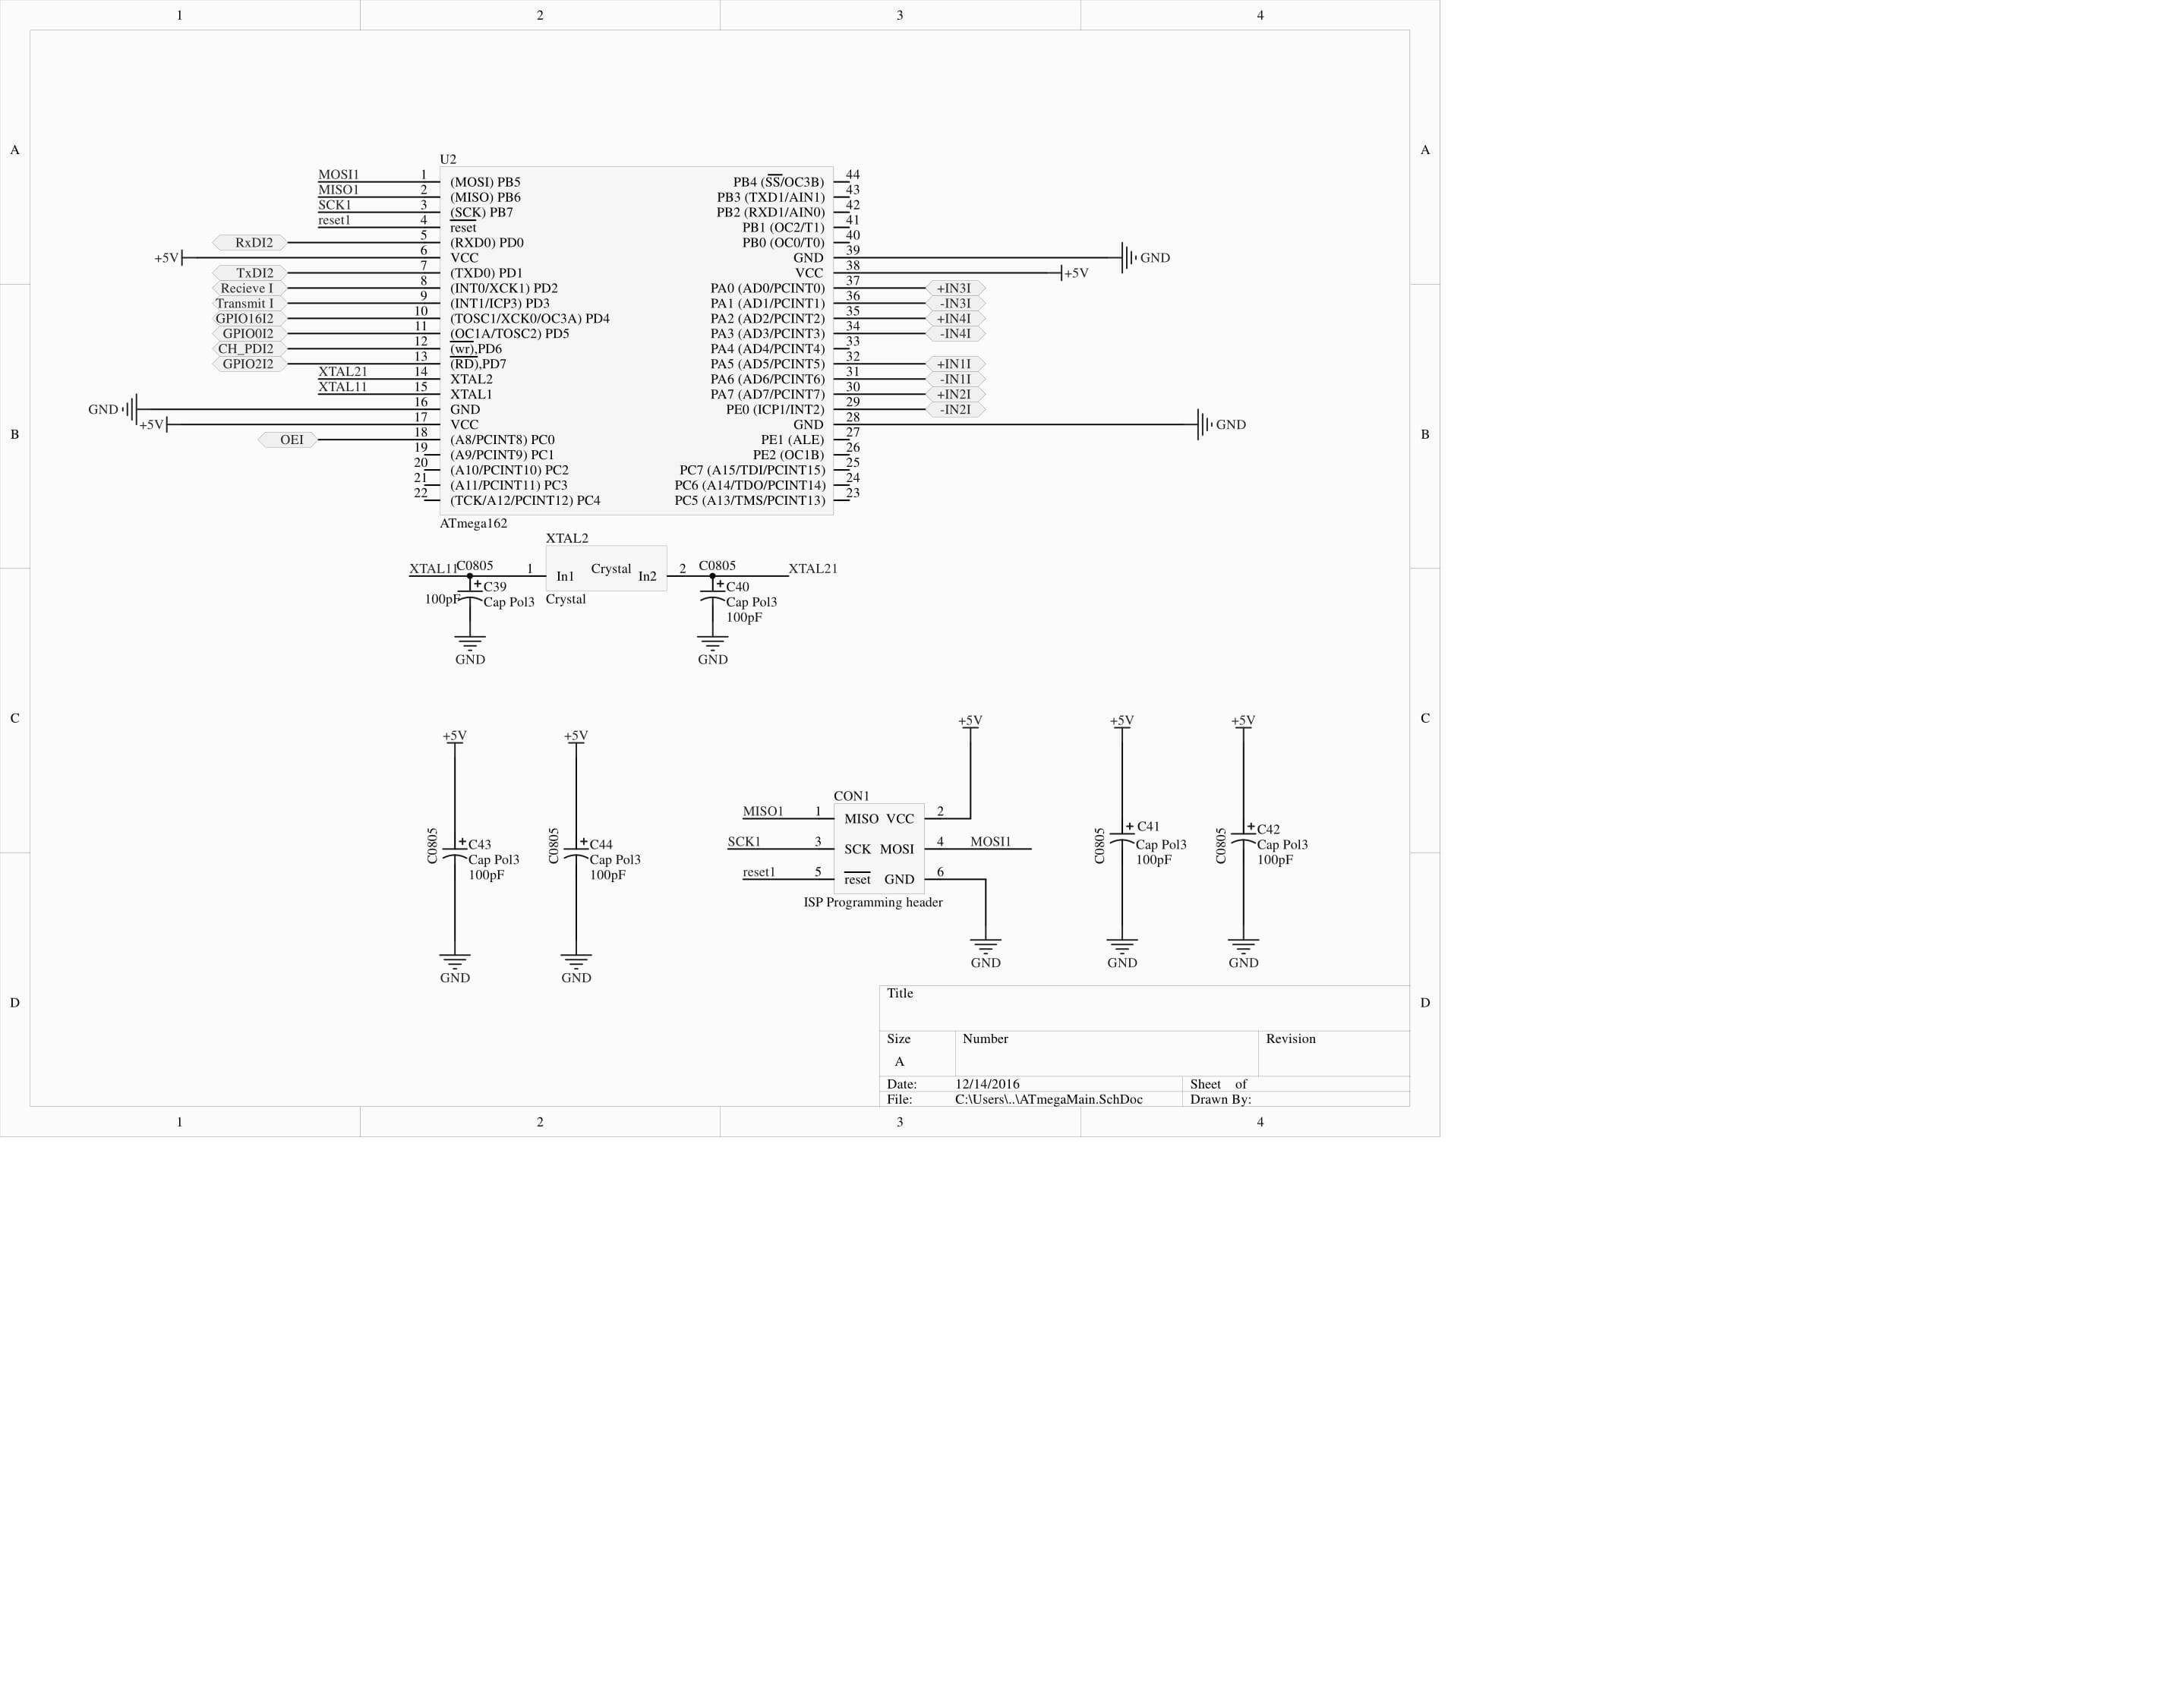 1 2 3 4
A A
B B
C C
D D
U2
MOSI1 1 (MOSI) PB5 PB4 (SS/OC3B) 44
MISO1 2 (MISO) PB6 PB3 (TXD1/AIN1) 43
SCK1 3 (SCK) PB7 PB2 (RXD1/AIN0) 42
reset1 4 reset PB1 (OC2/T1) 41
RxDI2 5 (RXD0) PD0 PB0 (OC0/T0) 40
+5V 6 VCC GND 39 GND
TxDI2 7 (TXD0) PD1 VCC 38 +5V
Recieve I 8 (INT0/XCK1) PD2 PA0 (AD0/PCINT0) 37 +IN3I
Transmit I 9 (INT1/ICP3) PD3 PA1 (AD1/PCINT1) 36 -IN3I
GPIO16I2 10 (TOSC1/XCK0/OC3A) PD4 PA2 (AD2/PCINT2) 35 +IN4I
GPIO0I2 11 (OC1A/TOSC2) PD5 PA3 (AD3/PCINT3) 34 -IN4I
CH_PDI2 12 (wr),PD6 PA4 (AD4/PCINT4) 33
GPIO2I2 13 (RD),PD7 PA5 (AD5/PCINT5) 32 +IN1I
XTAL21 14 XTAL2 PA6 (AD6/PCINT6) 31 -IN1I
XTAL11 15 XTAL1 PA7 (AD7/PCINT7) 30 +IN2I
GND 16 GND PE0 (ICP1/INT2) 29 -IN2I
+5V 17 VCC GND 28 GND
OEI 18 (A8/PCINT8) PC0 PE1 (ALE) 27
19 (A9/PCINT9) PC1 PE2 (OC1B) 26
20 (A10/PCINT10) PC2 PC7 (A15/TDI/PCINT15) 25
21 (A11/PCINT11) PC3 PC6 (A14/TDO/PCINT14) 24
22 (TCK/A12/PCINT12) PC4 PC5 (A13/TMS/PCINT13) 23
ATmega162
XTAL2
XTAL11 C0805 1 In1 Crystal In2 2 C0805 XTAL21
C39 C40
100pF Cap Pol3 Crystal Cap Pol3
100pF
GND GND
+5V +5V +5V
+5V +5V
CON1
MISO1 1 MISO VCC 2
C0805 C43 C0805 C44 SCK1 3 SCK MOSI 4 MOSI1 C0805 C41 C0805 C42
Cap Pol3 Cap Pol3 Cap Pol3 Cap Pol3
100pF 100pF 100pF 100pF
reset1 5 reset GND 6
ISP Programming header
GND GND GND
GND GND
Title
Size Number Revision
A
Date: 12/14/2016 Sheet of
File: C:\Users\..\ATmegaMain.SchDoc Drawn By:
1 2 3 4